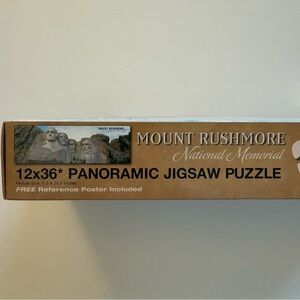 MOUNT RUSHMORE
National Memorial
12x36* PANORAMIC JIGSAW PUZZLE
FREE Reference Poster Included